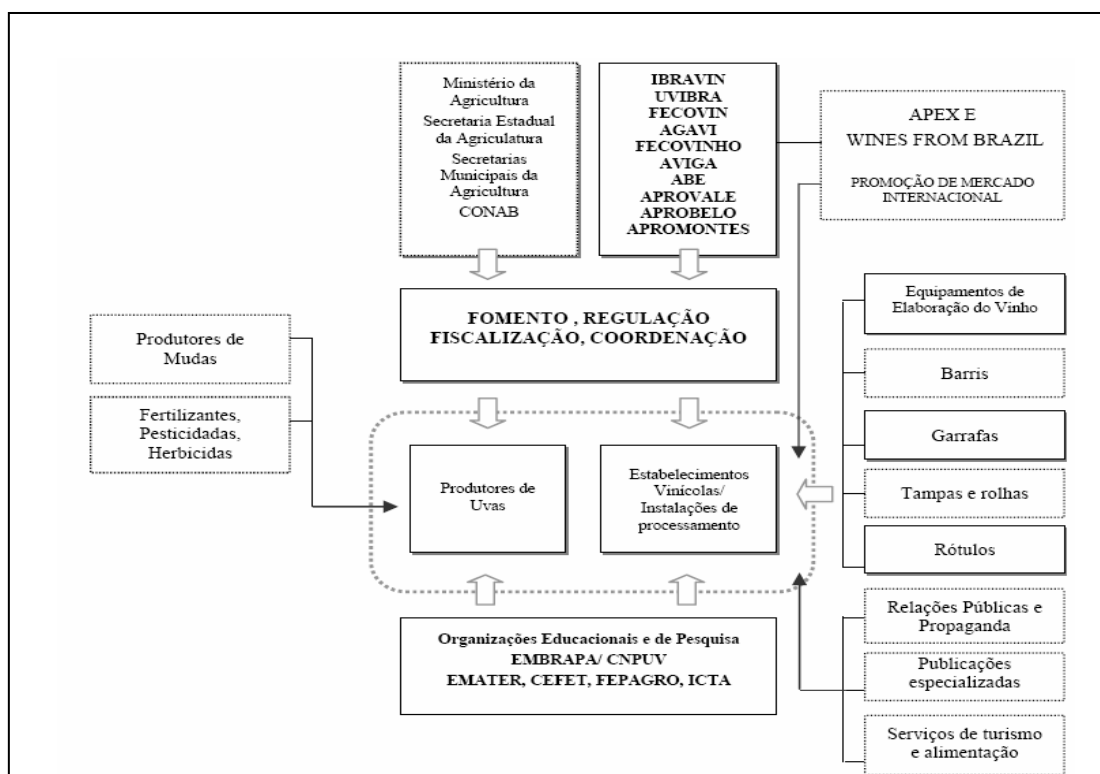 Ministério da
Agricultura
Secretaria Estadual
da Agriculatura
Secretarias
Municipais da
Agricultura
CONAB
IBRAVIN
UVIBRA
FECOVIN
AGAVI
FECOVINHO
AVIGA
ABE
APROVALE
APROBELO
APROMONTES
APEX E
WINES FROM BRAZIL
PROMOÇÃO DE MERCADO
INTERNACIONAL
FOMENTO , REGULAÇÃO
FISCALIZAÇÃO, COORDENAÇÃO
Produtores de
Mudas
Fertilizantes,
Pesticidadas,
Herbicidas
Produtores de
Uvas
Estabelecimentos
Vinícolas/
Instalações de
processamento
Equipamentos de
Elaboração do Vinho
Barris
Garrafas
Tampas e rolhas
Rótulos
Relações Públicas e
Propaganda
Publicações
especializadas
Serviços de turismo
e alimentação
Organizações Educacionais e de Pesquisa
EMBRAPA/ CNPUV
EMATER, CEFET, FEPAGRO, ICTA